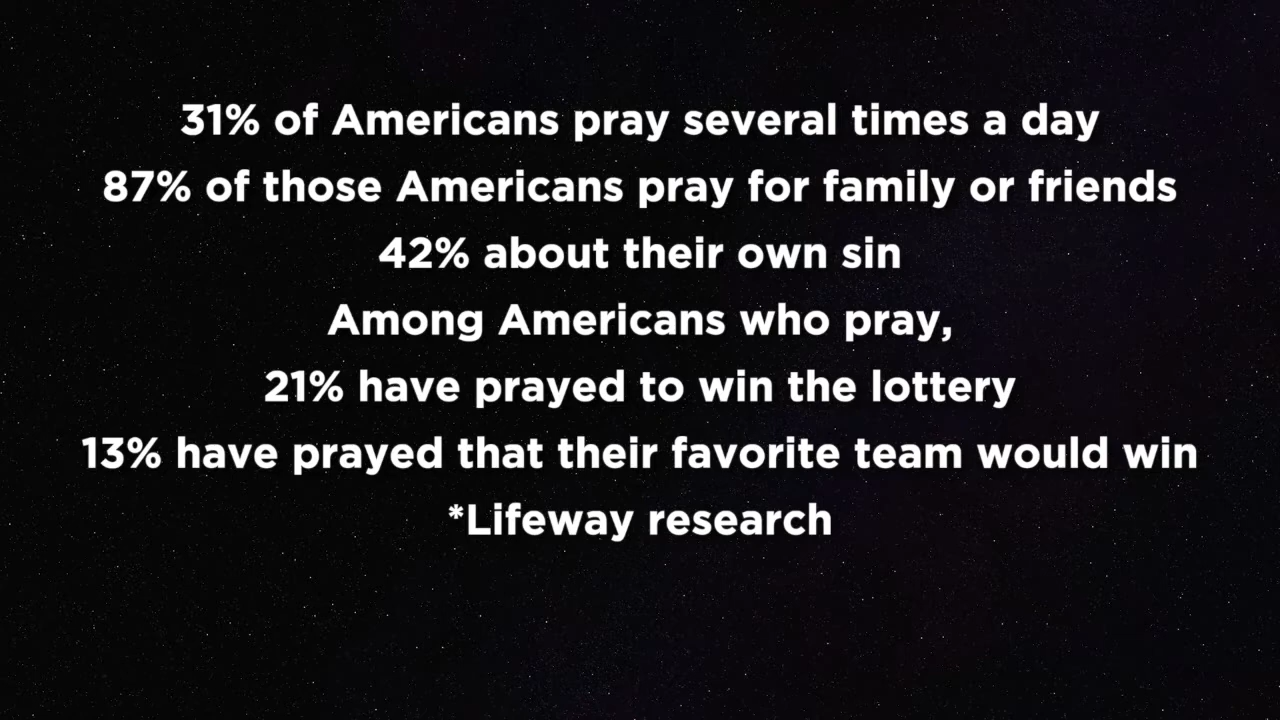 31% of Americans pray several times a day
87% of those Americans pray for family or friends
42% about their own sin
Among Americans who pray,
21% have prayed to win the lottery
13% have prayed that their favorite team would win
*Lifeway research